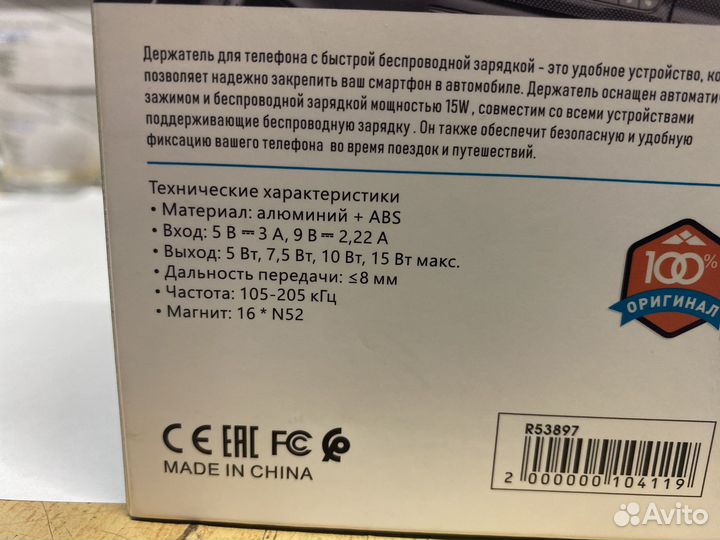 Держатель для телефона с быстрой беспроводной зарядкой - это удобное устройство, ко
позволяет надежно закрепить ваш смартфон в автомобиле. Держатель оснащен автомати
зажимом и беспроводной зарядкой мощностью 15W , совместим со всеми устройствами
поддерживающие беспроводную зарядку . Он также обеспечит безопасную и удобную
фиксацию вашего телефона во время поездок и путешествий.
Технические характеристики
• Материал: алюминий + ABS
• Вход: 5 В ⎓ 3 А, 9 В ⎓ 2,22 А
• Выход: 5 Вт, 7,5 Вт, 10 Вт, 15 Вт макс.
• Дальность передачи: ≤8 мм
• Частота: 105-205 кГц
• Магнит: 16 * N52
100%
ОРИГИНАЛ
CE EAC FC
MADE IN CHINA
R53897
2 000000 104119
Avito